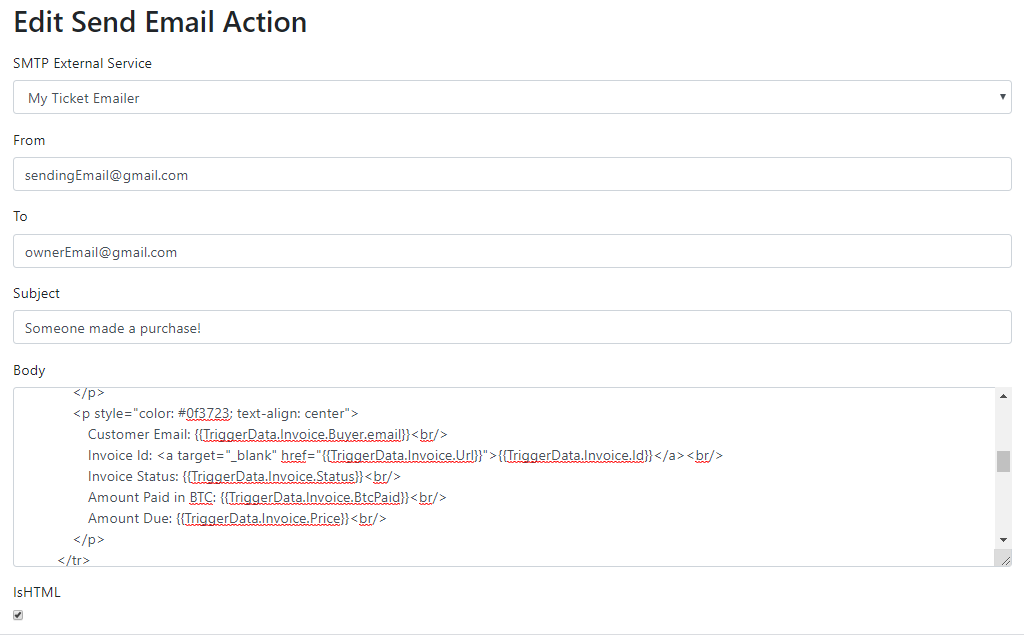 Edit Send Email Action
SMTP External Service
My Ticket Emailer
From
sendingEmail@gmail.com
To
ownerEmail@gmail.com
Subject
Someone made a purchase!
Body
</p>
<p style="color: #0f3723; text-align: center">
Customer Email: {{TriggerData.Invoice.Buyer.email}}<br/>
Invoice Id: <a target="_blank" href="{{TriggerData.Invoice.Url}}">{{TriggerData.Invoice.Id}}</a><br/>
Invoice Status: {{TriggerData.Invoice.Status}}<br/>
Amount Paid in BTC: {{TriggerData.Invoice.BtcPaid}}<br/>
Amount Due: {{TriggerData.Invoice.Price}}<br/>
</p>
</tr>
IsHTML